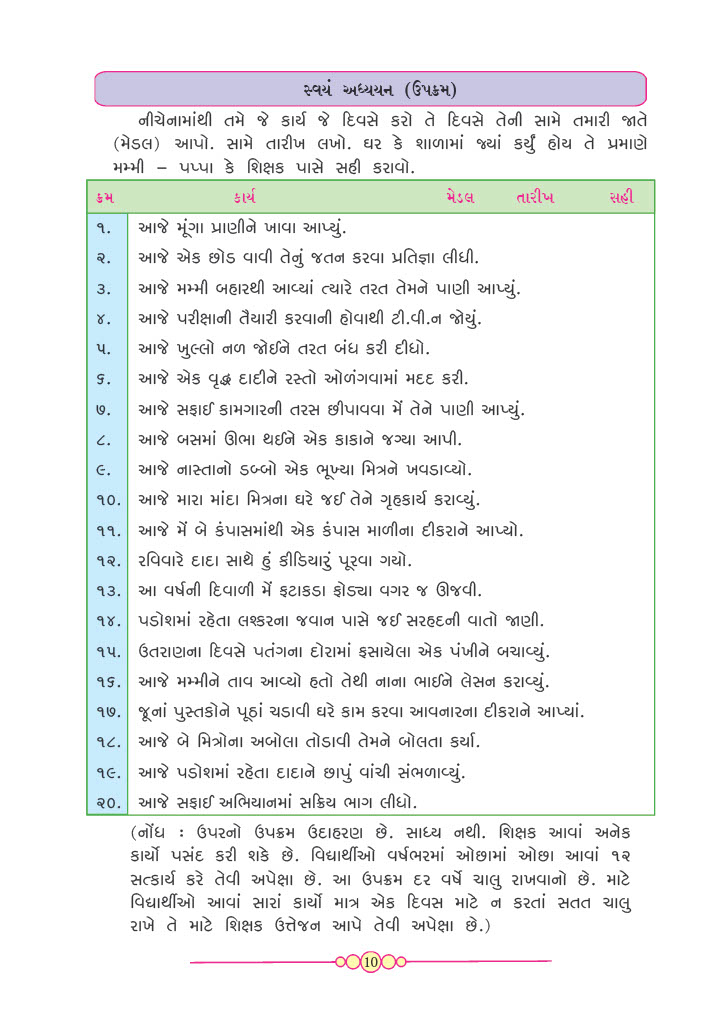 સ્વયં અધ્યયન (ઉપક્રમ)
નીચેનામાંથી તમે જે કાર્ય જે દિવસે કરો તે દિવસે તેની સામે તમારી જાતે
(મેડલ) આપો. સામે તારીખ લખો. ઘર કે શાળામાં જ્યાં કર્યું હોય તે પ્રમાણે
મમ્મી – પપ્પા કે શિક્ષક પાસે સહી કરાવો.
ક્રમ કાર્ય મેડલ તારીખ સહી
૧. આજે મૂંગા પ્રાણીને ખાવા આપ્યું.
૨. આજે એક છોડ વાવી તેનું જતન કરવા પ્રતિજ્ઞા લીધી.
૩. આજે મમ્મી બહારથી આવ્યાં ત્યારે તરત તેમને પાણી આપ્યું.
૪. આજે પરીક્ષાની તૈયારી કરવાની હોવાથી ટી.વી.ન જોયું.
૫. આજે ખુલ્લો નળ જોઈને તરત બંધ કરી દીધો.
૬. આજે એક વૃદ્ધ દાદીને રસ્તો ઓળંગવામાં મદદ કરી.
૭. આજે સફાઈ કામગારની તરસ છીપાવવા મેં તેને પાણી આપ્યું.
૮. આજે બસમાં ઊભા થઈને એક કાકાને જગ્યા આપી.
૯. આજે નાસ્તાનો ડબ્બો એક ભૂખ્યા મિત્રને ખવડાવ્યો.
૧૦. આજે મારા માંદા મિત્રના ઘરે જઈ તેને ગૃહકાર્ય કરાવ્યું.
૧૧. આજે મેં બે કંપાસમાંથી એક કંપાસ માળીના દીકરાને આપ્યો.
૧૨. રવિવારે દાદા સાથે હું કીડિયારું પૂરવા ગયો.
૧૩. આ વર્ષની દિવાળી મેં ફટાકડા ફોડ્યા વગર જ ઊજવી.
૧૪. પડોશમાં રહેતા લશ્કરના જવાન પાસે જઈ સરહદની વાતો જાણી.
૧૫. ઉતરાણના દિવસે પતંગના દોરામાં ફસાયેલા એક પંખીને બચાવ્યું.
૧૬. આજે મમ્મીને તાવ આવ્યો હતો તેથી નાના ભાઈને લેસન કરાવ્યું.
૧૭. જૂનાં પુસ્તકોને પૂઠાં ચડાવી ઘરે કામ કરવા આવનારના દીકરાને આપ્યાં.
૧૮. આજે બે મિત્રોના અબોલા તોડાવી તેમને બોલતા કર્યા.
૧૯. આજે પડોશમાં રહેતા દાદાને છાપું વાંચી સંભળાવ્યું.
૨૦. આજે સફાઈ અભિયાનમાં સક્રિય ભાગ લીધો.
(નોંધ : ઉપરનો ઉપક્રમ ઉદાહરણ છે. સાધ્ય નથી. શિક્ષક આવાં અનેક
કાર્યો પસંદ કરી શકે છે. વિદ્યાર્થીઓ વર્ષભરમાં ઓછામાં ઓછા આવાં ૧૨
સત્કાર્ય કરે તેવી અપેક્ષા છે. આ ઉપક્રમ દર વર્ષે ચાલુ રાખવાનો છે. માટે
વિદ્યાર્થીઓ આવાં સારાં કાર્યો માત્ર એક દિવસ માટે ન કરતાં સતત ચાલુ
રાખે તે માટે શિક્ષક ઉત્તેજન આપે તેવી અપેક્ષા છે.)
10